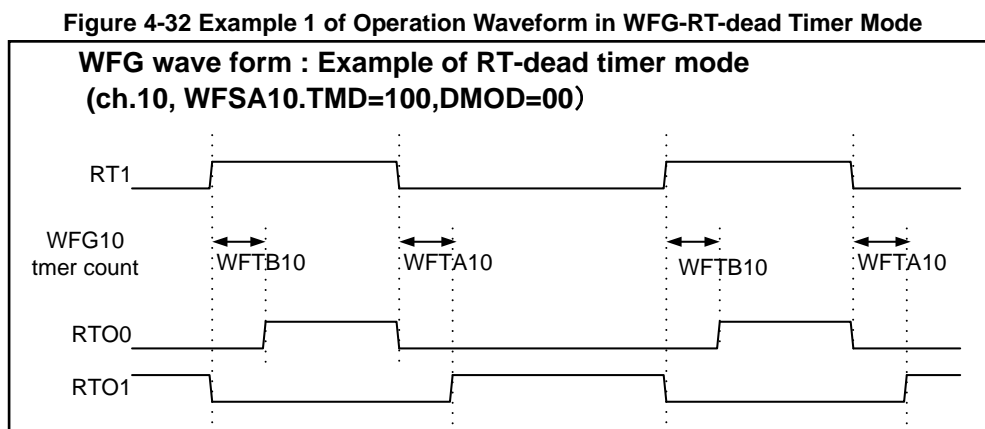 Figure 4-32 Example 1 of Operation Waveform in WFG-RT-dead Timer Mode
WFG wave form : Example of RT-dead timer mode
(ch.10, WFSA10.TMD=100,DMOD=00）
RT1
WFG10
tmer count
WFTB10
WFTA10
WFTB10
WFTA10
RTO0
RTO1